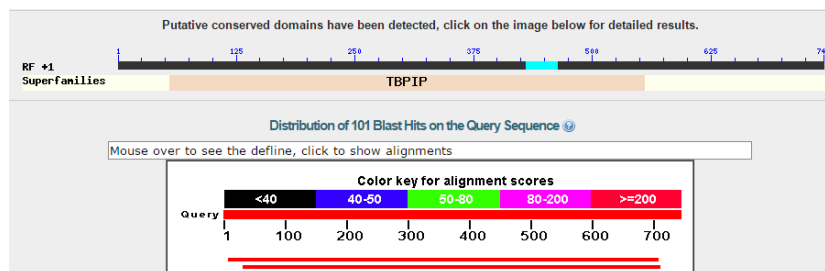 Putative conserved domains have been detected, click on the image below for detailed results.
1 125 250 375 500 625
RF +1
Superfamilies TBPIP
Distribution of 101 Blast Hits on the Query Sequence
Mouse over to see the defline, click to show alignments
Color key for alignment scores
<40 40-50 50-80 80-200 >=200
Query
1 100 200 300 400 500 600 700